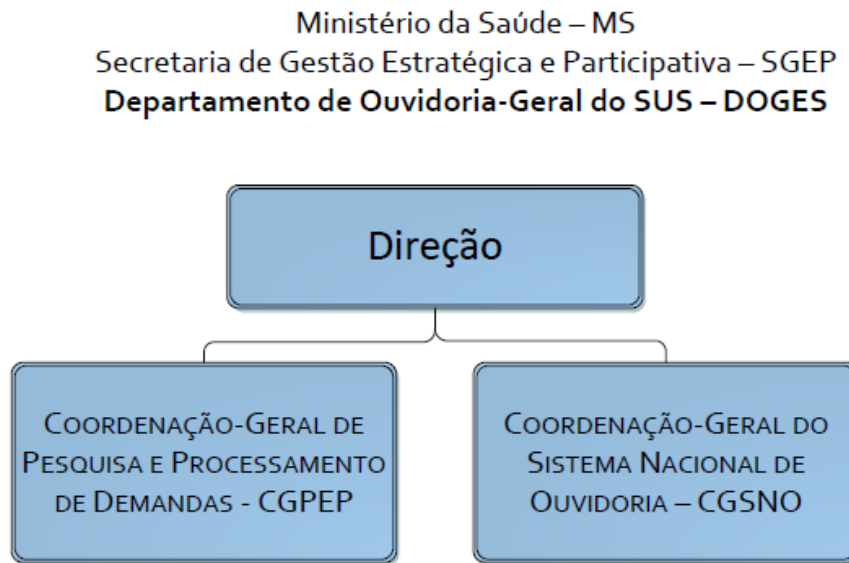 Ministério da Saúde – MS
Secretaria de Gestão Estratégica e Participativa – SGEP
Departamento de Ouvidoria-Geral do SUS – DOGES
Direção
COORDENAÇÃO-GERAL DE
PESQUISA E PROCESSAMENTO
DE DEMANDAS - CGPEP
COORDENAÇÃO-GERAL DO
SISTEMA NACIONAL DE
OUVIDORIA – CGSNO